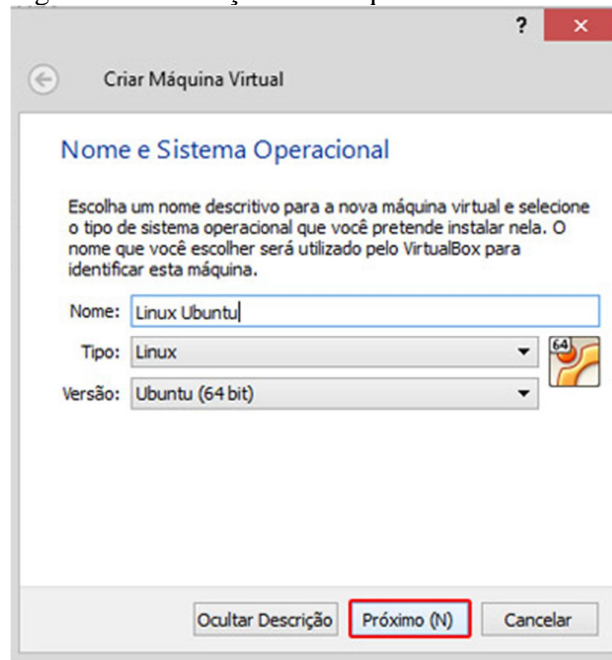 ?
×
Criar Máquina Virtual
Nome e Sistema Operacional
Escolha um nome descritivo para a nova máquina virtual e selecione
o tipo de sistema operacional que você pretende instalar nela. O
nome que você escolher será utilizado pelo VirtualBox para
identificar esta máquina.
Nome: Linux Ubuntu
Tipo: Linux
64
Versão: Ubuntu (64 bit)
Ocultar Descrição Próximo (N) Cancelar